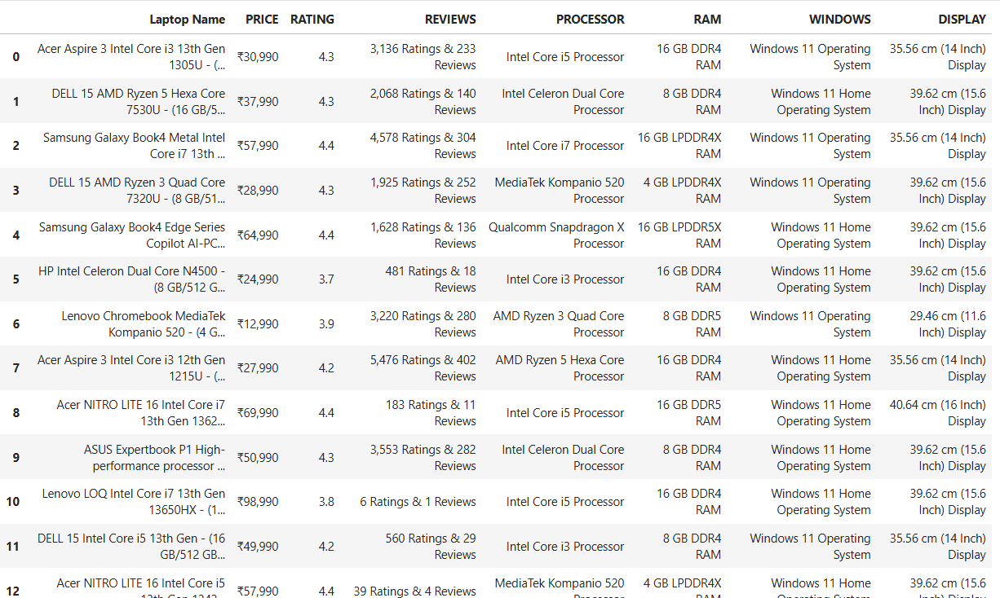 Laptop Name PRICE RATING REVIEWS PROCESSOR RAM WINDOWS DISPLAY
0 Acer Aspire 3 Intel Core i3 13th Gen 1305U - (... ₹30,990 4.3 3,136 Ratings & 233 Reviews Intel Core i5 Processor 16 GB DDR4 RAM Windows 11 Operating System 35.56 cm (14 Inch) Display
1 DELL 15 AMD Ryzen 5 Hexa Core 7530U - (16 GB/5... ₹37,990 4.3 2,068 Ratings & 140 Reviews Intel Celeron Dual Core Processor 8 GB DDR4 RAM Windows 11 Home Operating System 39.62 cm (15.6 Inch) Display
2 Samsung Galaxy Book4 Metal Intel Core i7 13th ... ₹57,990 4.4 4,578 Ratings & 304 Reviews Intel Core i7 Processor 16 GB LPDDR4X RAM Windows 11 Operating System 35.56 cm (14 Inch) Display
3 DELL 15 AMD Ryzen 3 Quad Core 7320U - (8 GB/51... ₹28,990 4.3 1,925 Ratings & 252 Reviews MediaTek Kompanio 520 Processor 4 GB LPDDR4X RAM Windows 11 Operating System 39.62 cm (15.6 Inch) Display
4 Samsung Galaxy Book4 Edge Series Copilot AI-PC... ₹64,990 4.4 1,628 Ratings & 136 Reviews Qualcomm Snapdragon X Processor 16 GB LPDDR5X RAM Windows 11 Home Operating System 39.62 cm (15.6 Inch) Display
5 HP Intel Celeron Dual Core N4500 - (8 GB/512 G... ₹24,990 3.7 481 Ratings & 18 Reviews Intel Core i3 Processor 16 GB DDR4 RAM Windows 11 Home Operating System 39.62 cm (15.6 Inch) Display
6 Lenovo Chromebook MediaTek Kompanio 520 - (4 G... ₹12,990 3.9 3,220 Ratings & 280 Reviews AMD Ryzen 3 Quad Core Processor 8 GB DDR5 RAM Windows 11 Operating System 29.46 cm (11.6 Inch) Display
7 Acer Aspire 3 Intel Core i3 12th Gen 1215U - (... ₹27,990 4.2 5,476 Ratings & 402 Reviews AMD Ryzen 5 Hexa Core Processor 16 GB DDR4 RAM Windows 11 Home Operating System 35.56 cm (14 Inch) Display
8 Acer NITRO LITE 16 Intel Core i7 13th Gen 1362... ₹69,990 4.4 183 Ratings & 11 Reviews Intel Core i5 Processor 16 GB DDR5 RAM Windows 11 Home Operating System 40.64 cm (16 Inch) Display
9 ASUS Expertbook P1 High-performance processor ... ₹50,990 4.3 3,553 Ratings & 282 Reviews Intel Celeron Dual Core Processor 8 GB DDR4 RAM Windows 11 Home Operating System 39.62 cm (15.6 Inch) Display
10 Lenovo LOQ Intel Core i7 13th Gen 13650HX - (1... ₹98,990 3.8 6 Ratings & 1 Reviews Intel Core i5 Processor 16 GB DDR4 RAM Windows 11 Home Operating System 39.62 cm (15.6 Inch) Display
11 DELL 15 Intel Core i5 13th Gen - (16 GB/512 GB... ₹49,990 4.2 560 Ratings & 29 Reviews Intel Core i3 Processor 8 GB DDR4 RAM Windows 11 Operating System 35.56 cm (14 Inch) Display
12 Acer NITRO LITE 16 Intel Core i5 ₹57,990 4.4 39 Ratings & 4 Reviews MediaTek Kompanio 520 4 GB LPDDR4X Windows 11 Home 39.62 cm (15.6